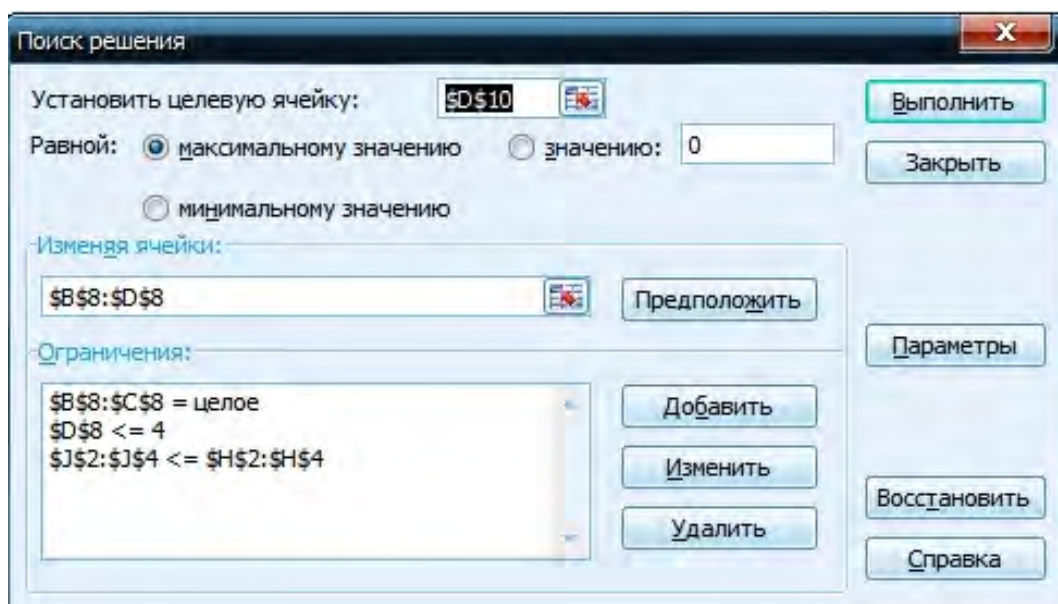 Поиск решения
Установить целевую ячейку: $D$10
Выполнить
Равной: максимальному значению значению: 0
Закрыть
минимальному значению
Изменяя ячейки:
$B$8:$D$8
Предположить
Параметры
Ограничения:
$B$8:$C$8 = целое
$D$8 <= 4
$J$2:$J$4 <= $H$2:$H$4
Добавить
Изменить
Удалить
Восстановить
Справка